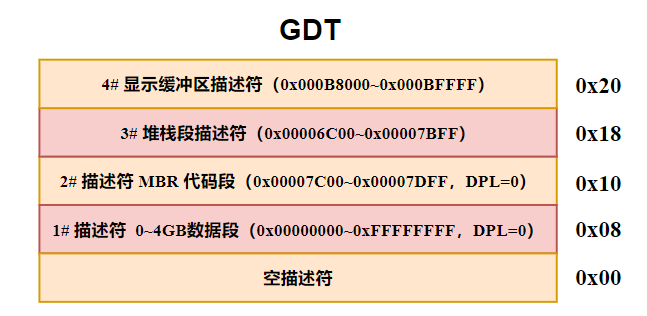 GDT
4# 显示缓冲区描述符（0x000B8000~0x000BFFFF） 0x20
3# 堆栈段描述符（0x00006C00~0x00007BFF） 0x18
2# 描述符 MBR 代码段（0x00007C00~0x00007DFF，DPL=0） 0x10
1# 描述符 0~4GB数据段（0x00000000~0xFFFFFFFF，DPL=0） 0x08
空描述符 0x00